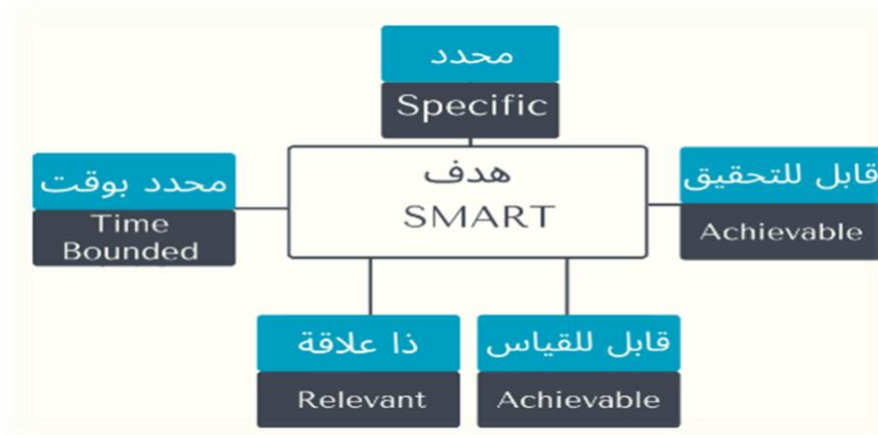 محدد
Specific
هدف
SMART
قابل للتحقيق
Achievable
محدد بوقت
Time
Bounded
قابل للقياس
Achievable
ذا علاقة
Relevant